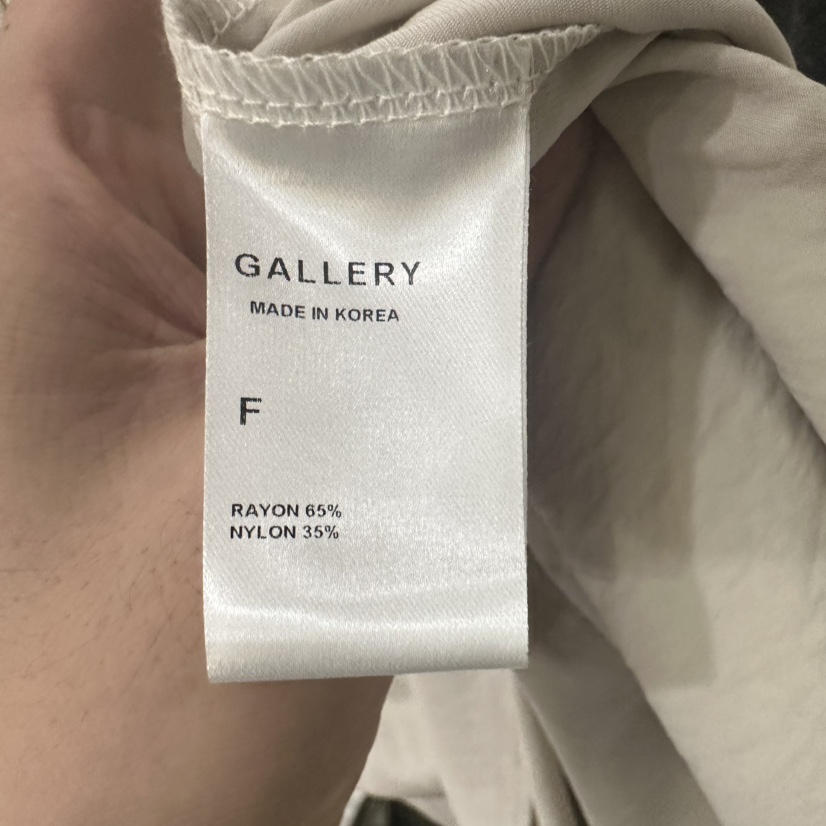 GALLERY
MADE IN KOREA
F
RAYON 65%
NYLON 35%